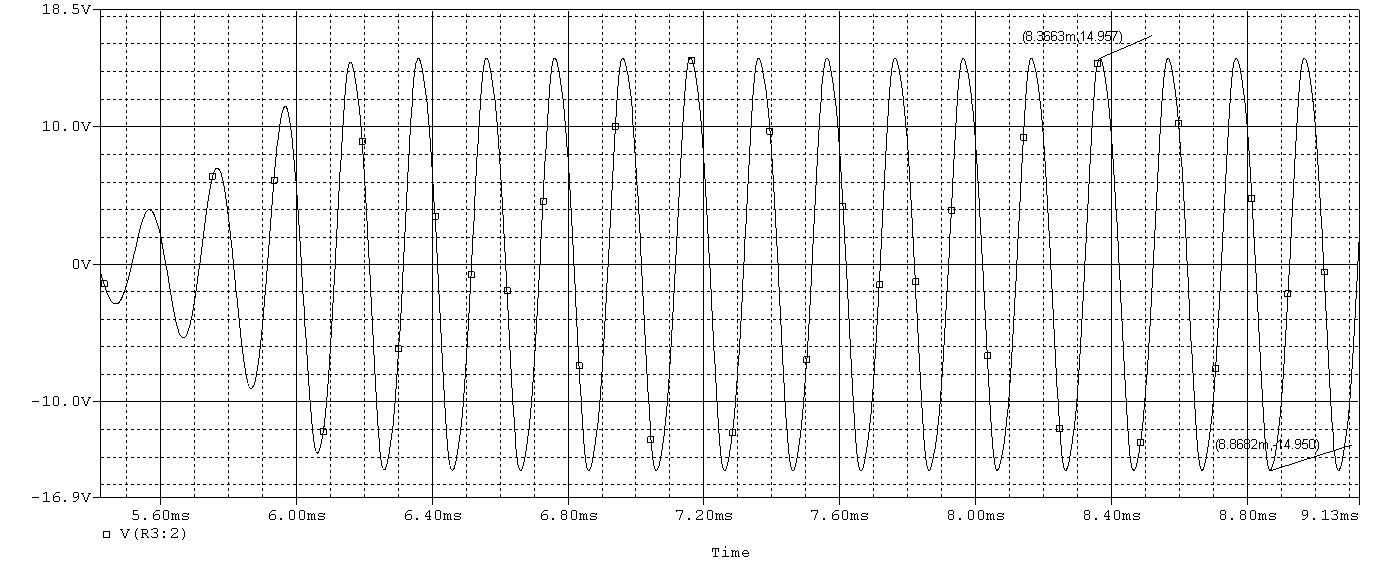 18.5V
(8.3663m,14.957)
10.0V
0V
-10.0V
(8.8682m,-14.950)
-16.9V
5.60ms 6.00ms 6.40ms 6.80ms 7.20ms 7.60ms 8.00ms 8.40ms 8.80ms 9.13ms
V(R3:2)
Time